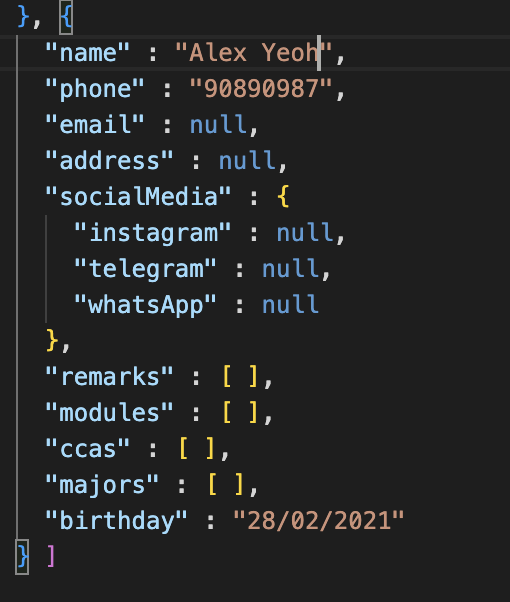 }, {
"name" : "Alex Yeoh",
"phone" : "90890987",
"email" : null,
"address" : null,
"socialMedia" : {
"instagram" : null,
"telegram" : null,
"whatsApp" : null
},
"remarks" : [ ],
"modules" : [ ],
"ccas" : [ ],
"majors" : [ ],
"birthday" : "28/02/2021"
} ]